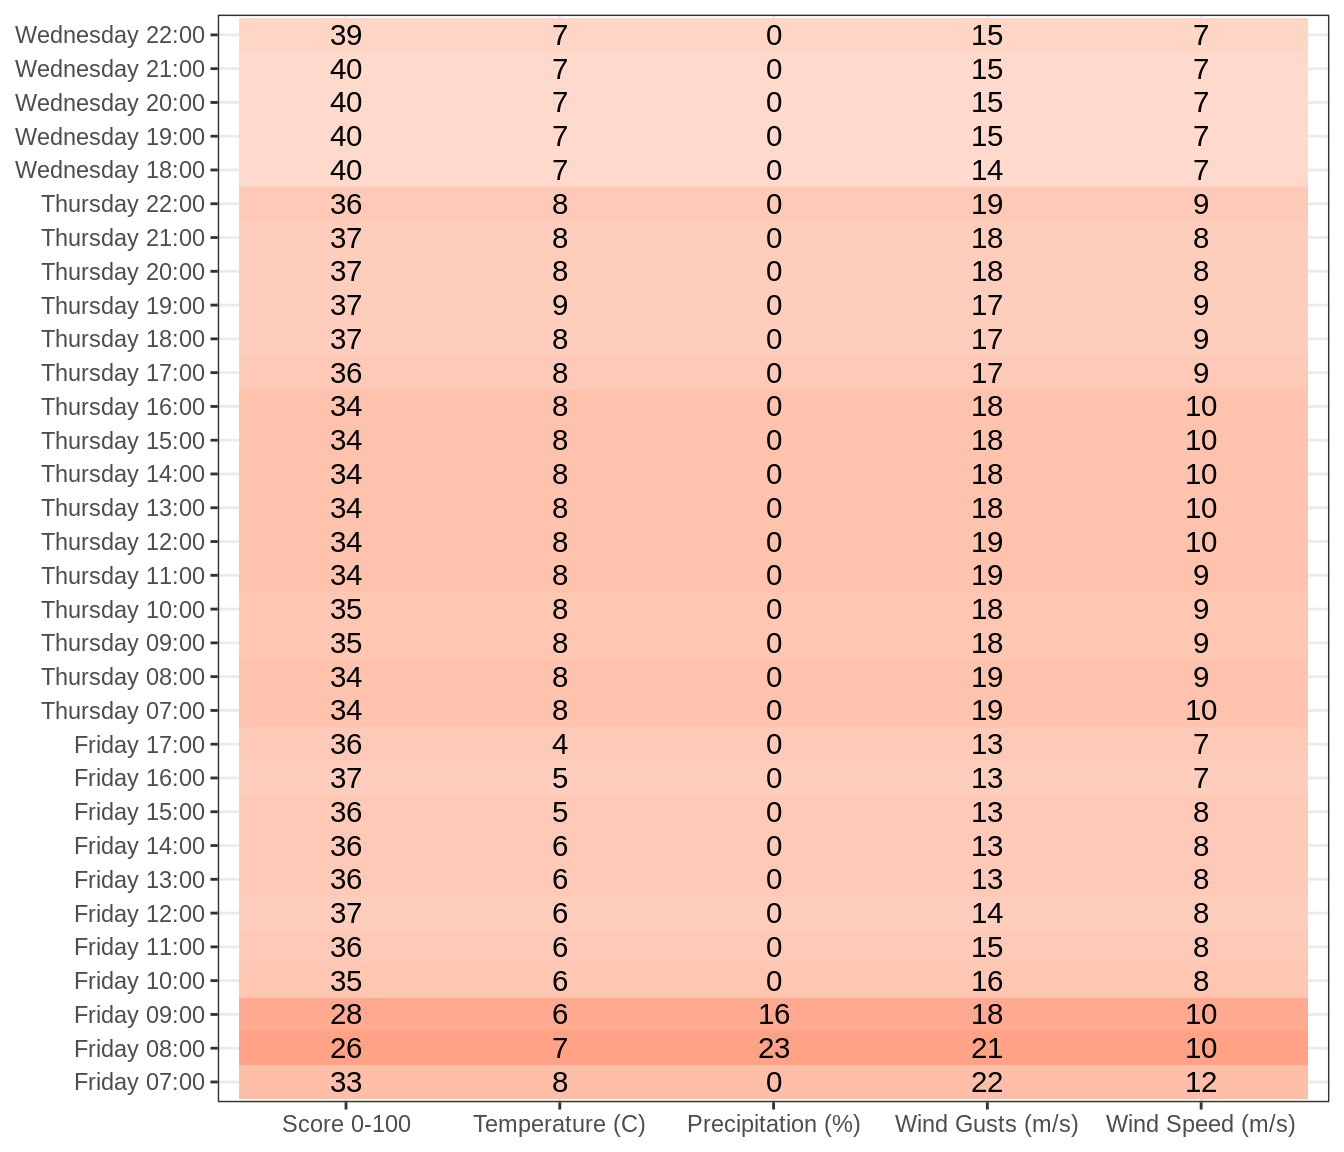 Wednesday 22:00 39 7 0 15 7
Wednesday 21:00 40 7 0 15 7
Wednesday 20:00 40 7 0 15 7
Wednesday 19:00 40 7 0 15 7
Wednesday 18:00 40 7 0 14 7
Thursday 22:00 36 8 0 19 9
Thursday 21:00 37 8 0 18 8
Thursday 20:00 37 8 0 18 8
Thursday 19:00 37 9 0 17 9
Thursday 18:00 37 8 0 17 9
Thursday 17:00 36 8 0 17 9
Thursday 16:00 34 8 0 18 10
Thursday 15:00 34 8 0 18 10
Thursday 14:00 34 8 0 18 10
Thursday 13:00 34 8 0 18 10
Thursday 12:00 34 8 0 19 10
Thursday 11:00 34 8 0 19 9
Thursday 10:00 35 8 0 18 9
Thursday 09:00 35 8 0 18 9
Thursday 08:00 34 8 0 19 9
Thursday 07:00 34 8 0 19 10
Friday 17:00 36 4 0 13 7
Friday 16:00 37 5 0 13 7
Friday 15:00 36 5 0 13 8
Friday 14:00 36 6 0 13 8
Friday 13:00 36 6 0 13 8
Friday 12:00 37 6 0 14 8
Friday 11:00 36 6 0 15 8
Friday 10:00 35 6 0 16 8
Friday 09:00 28 6 16 18 10
Friday 08:00 26 7 23 21 10
Friday 07:00 33 8 0 22 12
Score 0-100 Temperature (C) Precipitation (%) Wind Gusts (m/s) Wind Speed (m/s)